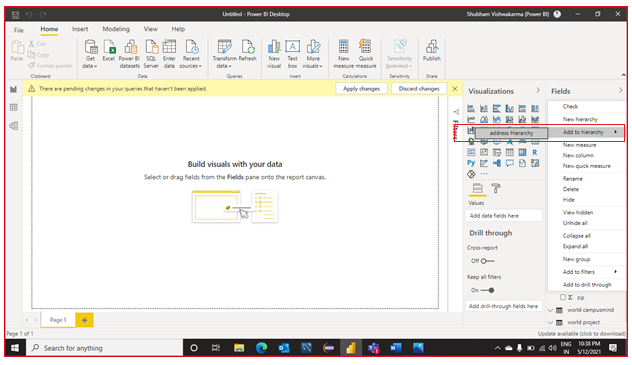 Untitled - Power BI Desktop
Shubham Vishwakarma (Power BI)
File Home Insert Modeling View Help
Paste
Cut
Copy
Format painter
Clipboard
Get data
Excel
Power BI datasets
SQL Server
Enter data
Recent sources
Data
Transform data
Refresh
Queries
New visual
Text box
More visuals
Insert
New measure
Quick measure
Calculations
Sensitivity (preview)
Sensitivity
Publish
Share
There are pending changes in your queries that haven't been applied.
Apply changes
Discard changes
Build visuals with your data
Select or drag fields from the Fields pane onto the report canvas.
Filters
Visualizations
address Hierarchy
R
Py
Values
Add data fields here
Drill through
Cross-report
Off
Keep all filters
On
Add drill-through fields here
Fields
Check
New hierarchy
Add to hierarchy
New measure
New column
New quick measure
Rename
Delete
Hide
View hidden
Unhide all
Collapse all
Expand all
New group
Add to filters
Add to drill through
Σ zip
world campusmind
world project
Page 1
Page 1 of 1
Update available (click to download)
Search for anything
ENG
IN
10:38 PM
5/12/2021